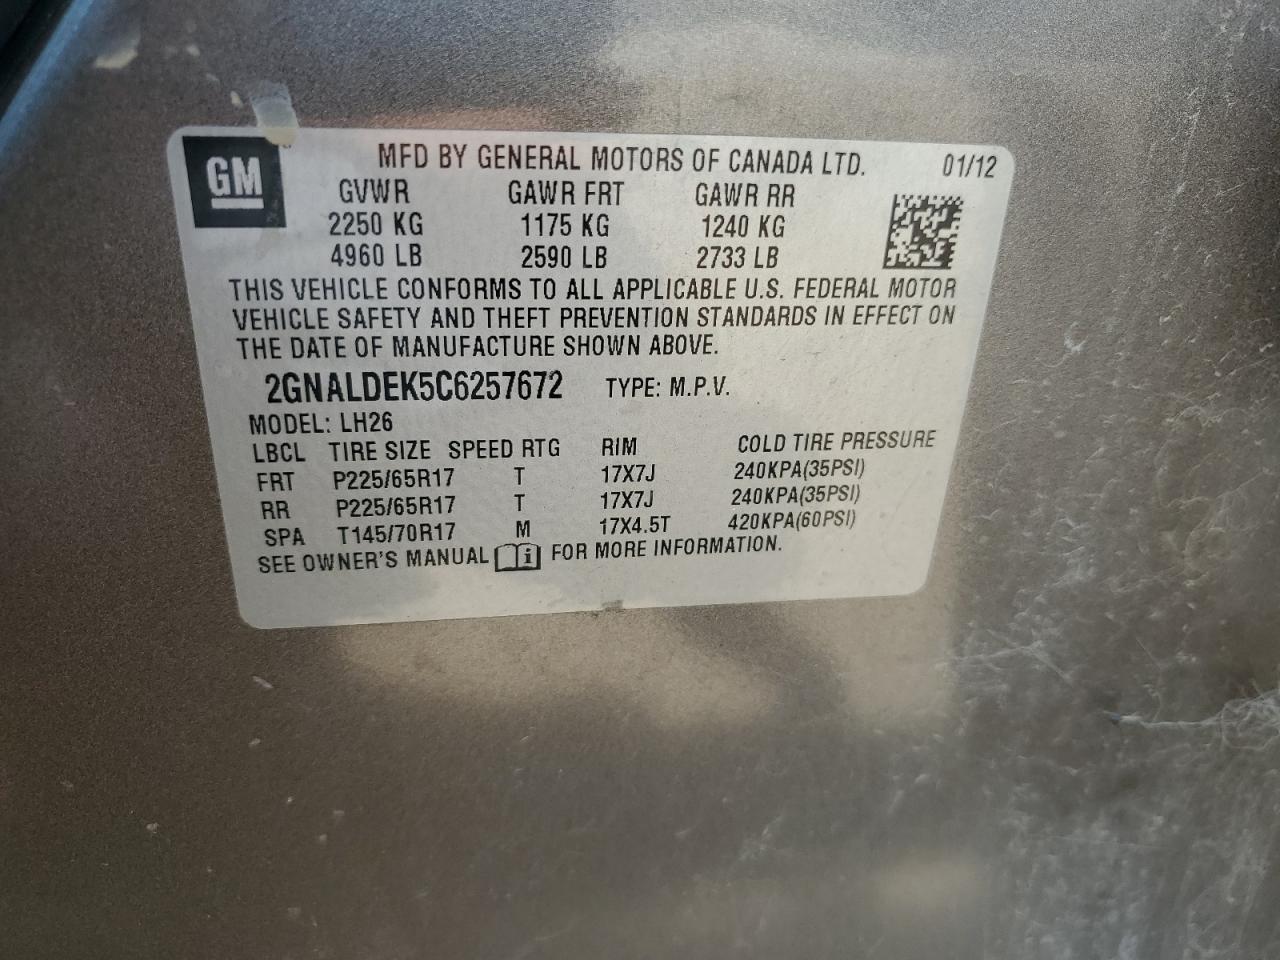 GM
MFD BY GENERAL MOTORS OF CANADA LTD. 01/12
GVWR GAWR FRT GAWR RR
2250 KG 1175 KG 1240 KG
4960 LB 2590 LB 2733 LB
THIS VEHICLE CONFORMS TO ALL APPLICABLE U.S. FEDERAL MOTOR
VEHICLE SAFETY AND THEFT PREVENTION STANDARDS IN EFFECT ON
THE DATE OF MANUFACTURE SHOWN ABOVE.
2GNALDEK5C6257672 TYPE: M.P.V.
MODEL: LH26
LBCL TIRE SIZE SPEED RTG RIM COLD TIRE PRESSURE
FRT P225/65R17 T 17X7J 240KPA(35PSI)
RR P225/65R17 T 17X7J 240KPA(35PSI)
SPA T145/70R17 M 17X4.5T 420KPA(60PSI)
SEE OWNER'S MANUAL i FOR MORE INFORMATION.